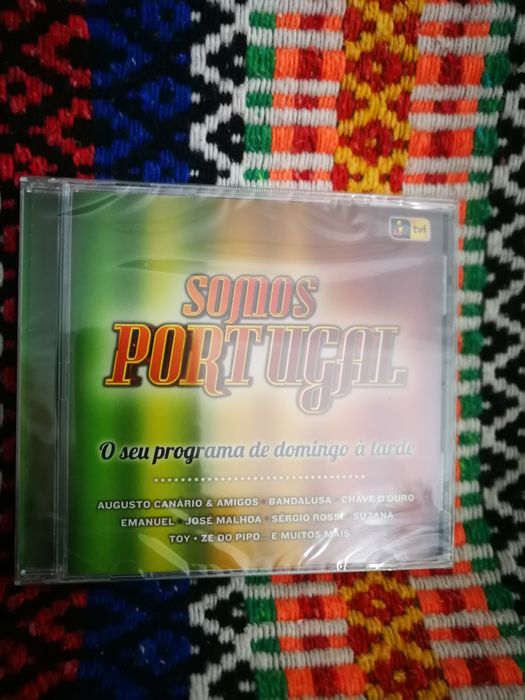 tvi
SOMOS
PORTUGAL
O seu programa de domingo à tarde
AUGUSTO CANÁRIO & AMIGOS • BANDALUSA • CHAVE D'OURO
EMANUEL • JOSÉ MALHOA • SÉRGIO ROSSI • SUZANA
TOY • ZÉ DO PIPO... E MUITOS MAIS